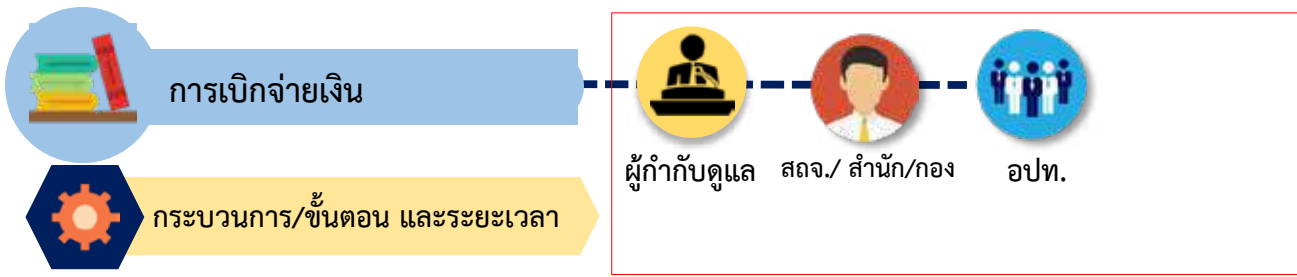 การเบิกจ่ายเงิน
ผู้กำกับดูแล
สถจ./ สำนัก/กอง
อปท.
กระบวนการ/ขั้นตอน และระยะเวลา